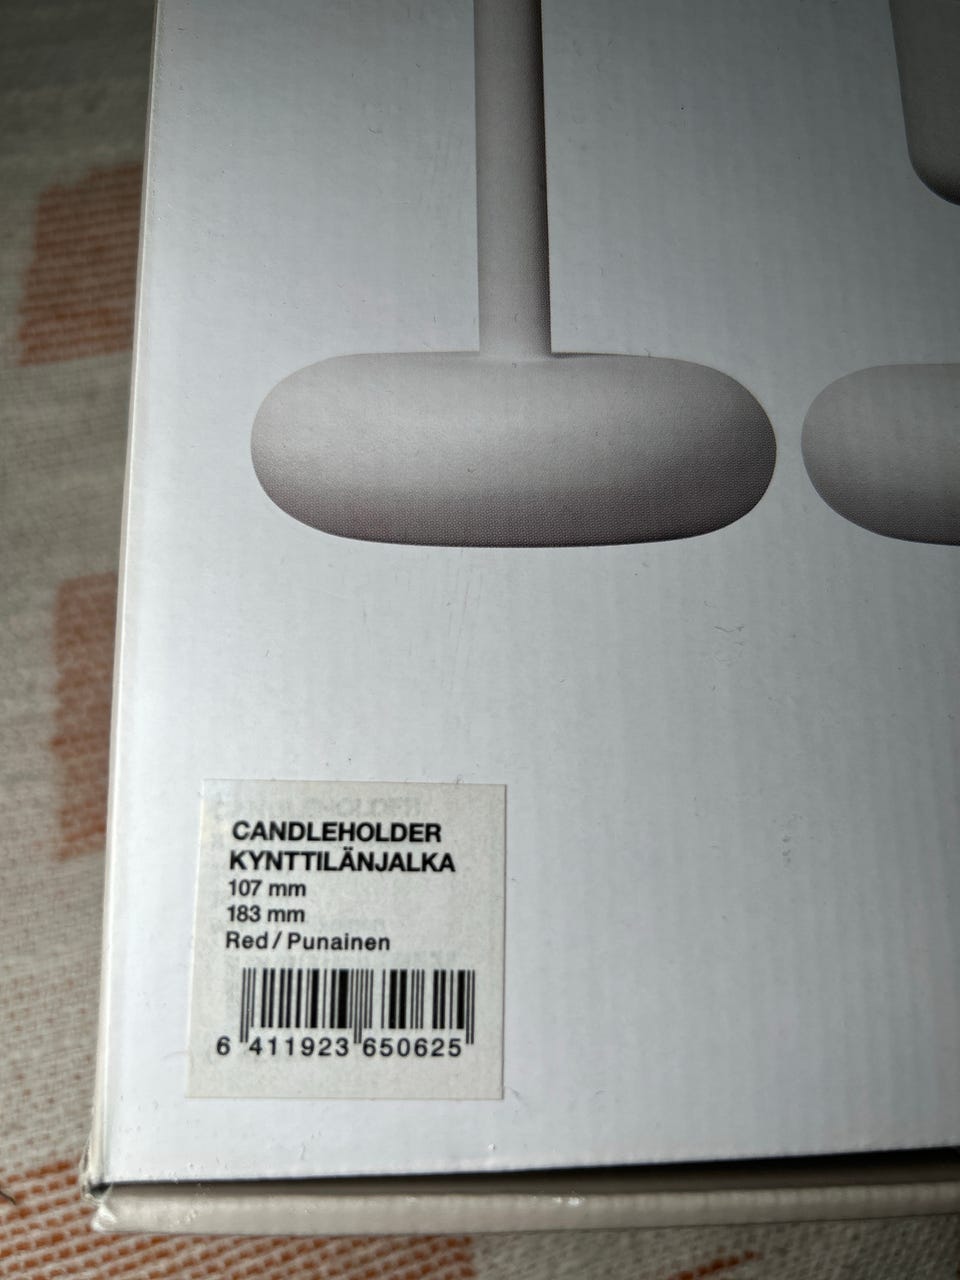 CANDLEHOLDER
KYNTTILÄNJALKA
107 mm
183 mm
Red / Punainen
6 411923 650625